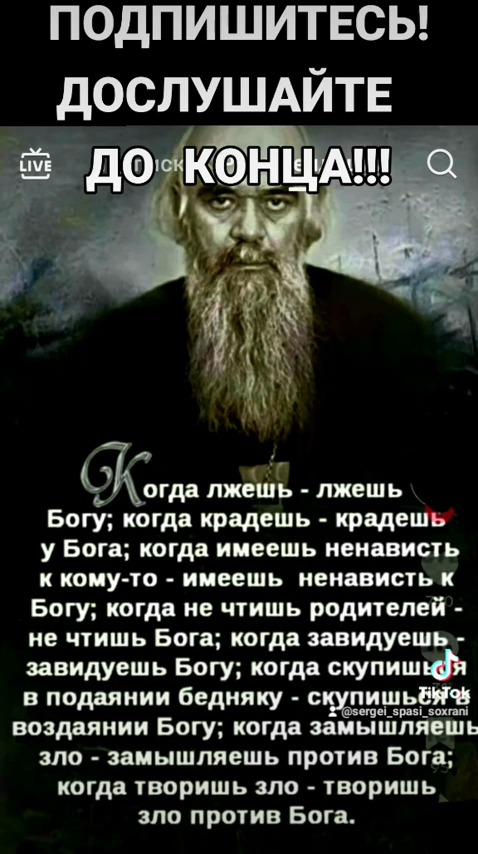 ПОДПИШИТЕСЬ!
ДОСЛУШАЙТЕ
ДО КОНЦА!!!
LIVE
Когда лжешь - лжешь
Богу; когда крадешь - крадешь
у Бога; когда имеешь ненависть
к кому-то - имеешь ненависть к
Богу; когда не чтишь родителей -
не чтишь Бога; когда завидуешь -
завидуешь Богу; когда скупишься
в подаянии бедняку - скупишься в
TikTok
@sergei_spasi_soxrani
воздаянии Богу; когда замышляешь
зло - замышляешь против Бога;
когда творишь зло - творишь
зло против Бога.